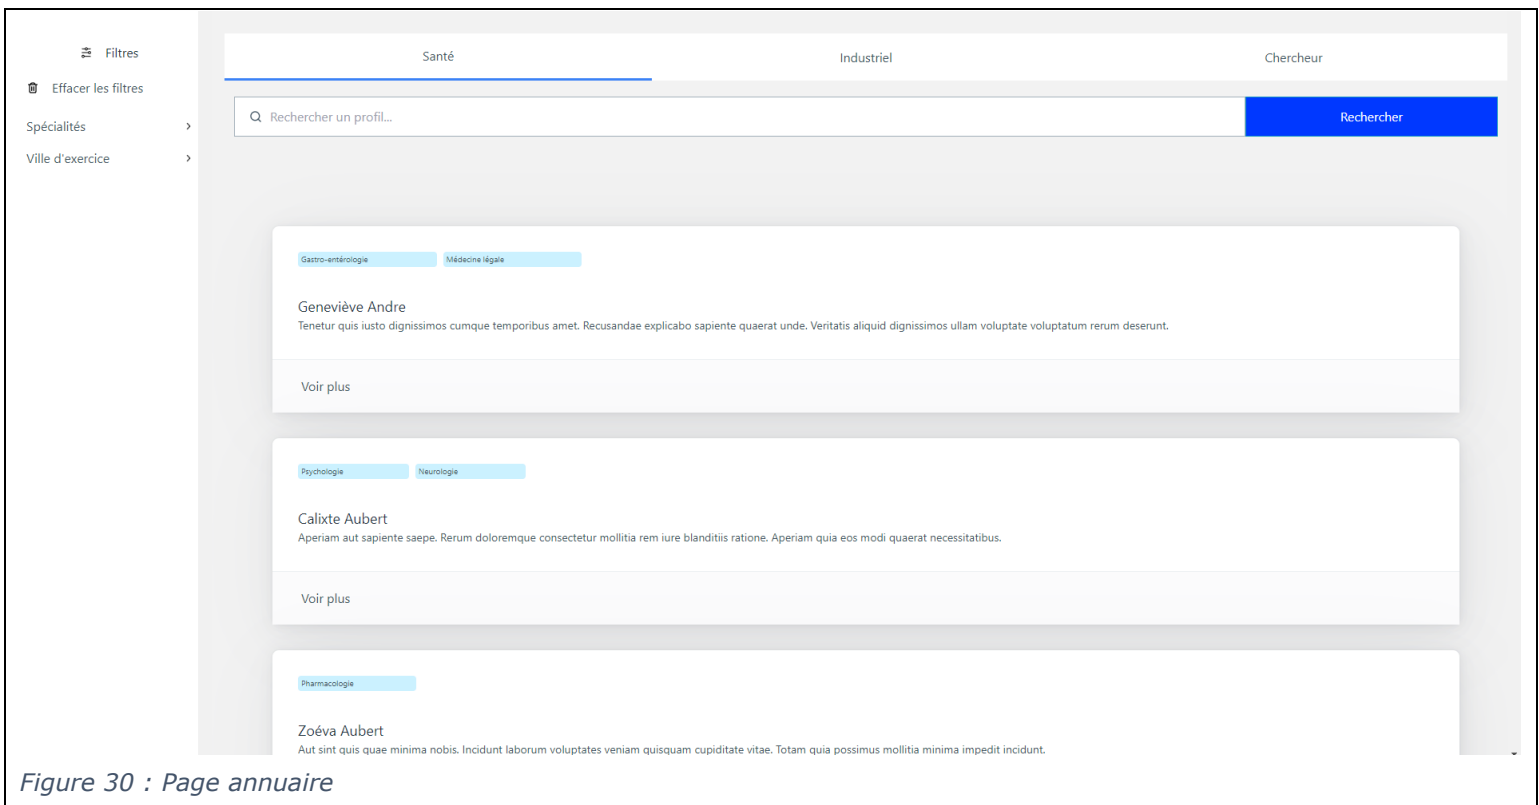 Filtres
Effacer les filtres
Spécialités
Ville d'exercice
Santé
Industriel
Chercheur
Rechercher un profil...
Rechercher
Gastro-entérologie
Médecine légale
Geneviève Andre
Tenetur quis iusto dignissimos cumque temporibus amet. Recusandae explicabo sapiente quaerat unde. Veritatis aliquid dignissimos ullam voluptate voluptatum rerum deserunt.
Voir plus
Psychologie
Neurologie
Calixte Aubert
Aperiam aut sapiente saepe. Rerum doloremque consectetur mollitia rem iure blanditiis ratione. Aperiam quia eos modi quaerat necessitatibus.
Voir plus
Pharmacologie
Zoéva Aubert
Aut sint quis quae minima nobis. Incidunt laborum voluptates veniam quisquam cupiditate vitae. Totam quia possimus mollitia minima impedit incidunt.
Figure 30 : Page annuaire